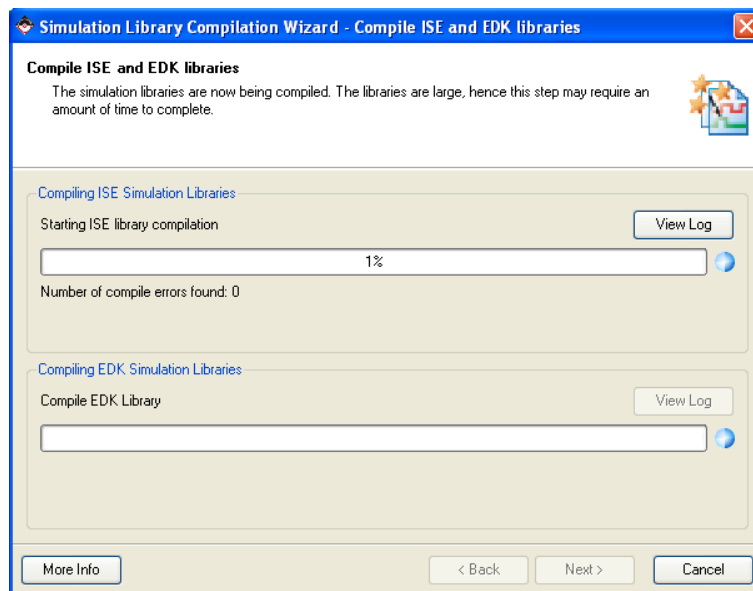 Simulation Library Compilation Wizard - Compile ISE and EDK libraries
Compile ISE and EDK libraries
The simulation libraries are now being compiled. The libraries are large, hence this step may require an
amount of time to complete.
Compiling ISE Simulation Libraries
Starting ISE library compilation
View Log
1%
Number of compile errors found: 0
Compiling EDK Simulation Libraries
Compile EDK Library
View Log
More Info
< Back
Next >
Cancel